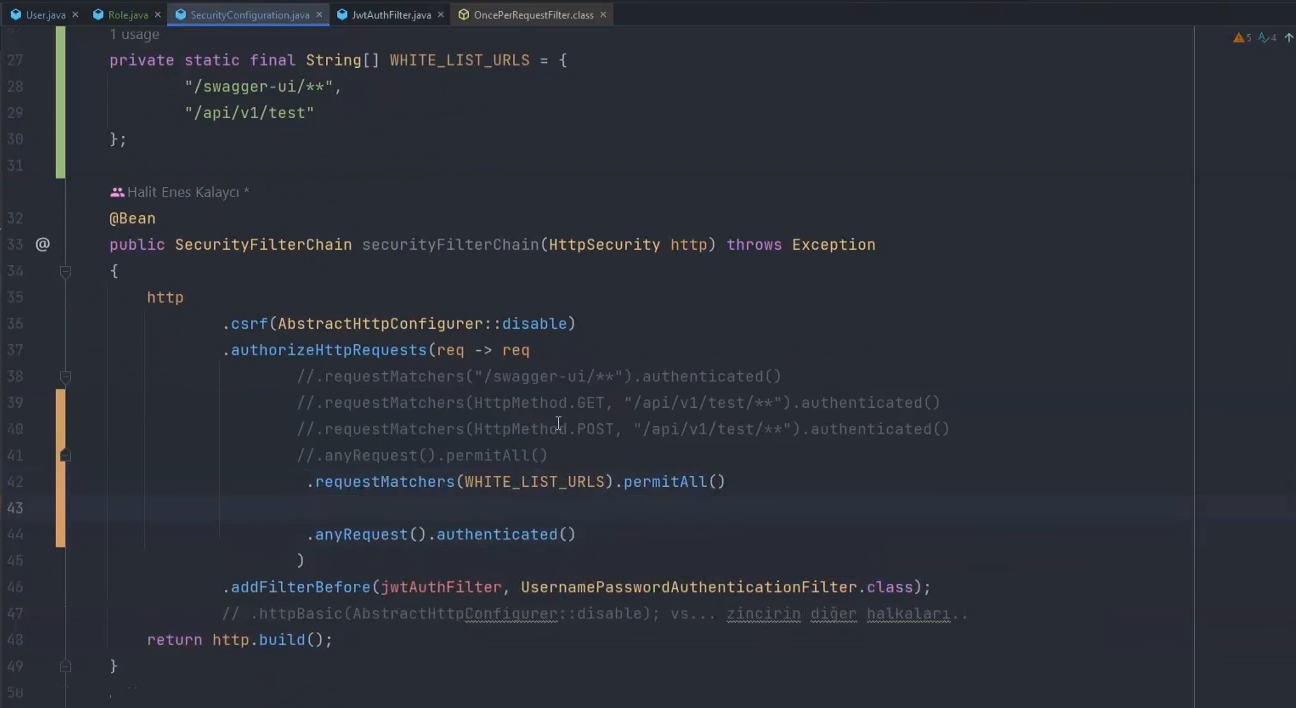 User.java × Role.java × SecurityConfiguration.java × JwtAuthFilter.java × OncePerRequestFilter.class ×
1 usage
5 4
27 private static final String[] WHITE_LIST_URLS = {
28 "/swagger-ui/**",
29 "/api/v1/test"
30 };
31
Halit Enes Kalaycı *
32 @Bean
33 @ public SecurityFilterChain securityFilterChain(HttpSecurity http) throws Exception
34 {
35 http
36 .csrf(AbstractHttpConfigurer::disable)
37 .authorizeHttpRequests(req -> req
38 //.requestMatchers("/swagger-ui/**").authenticated()
39 //.requestMatchers(HttpMethod.GET, "/api/v1/test/**").authenticated()
40 //.requestMatchers(HttpMethod.POST, "/api/v1/test/**").authenticated()
41 //.anyRequest().permitAll()
42 .requestMatchers(WHITE_LIST_URLS).permitAll()
43
44 .anyRequest().authenticated()
45 )
46 .addFilterBefore(jwtAuthFilter, UsernamePasswordAuthenticationFilter.class);
47 // .httpBasic(AbstractHttpConfigurer::disable); vs... zincirin diğer halkaları..
48 return http.build();
49 }
50